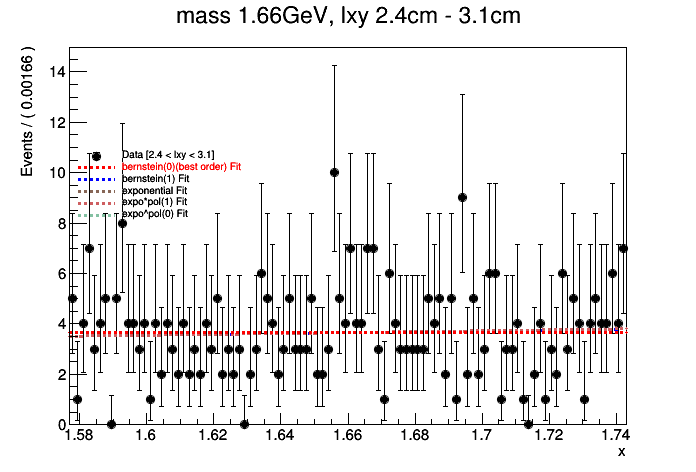 mass 1.66GeV, lxy 2.4cm - 3.1cm
Events / ( 0.00166 )
14
12
10
8
6
4
2
0
Data [2.4 < lxy < 3.1]
bernstein(0)(best order) Fit
bernstein(1) Fit
exponential Fit
expo*pol(1) Fit
expo^pol(0) Fit
1.58 1.6 1.62 1.64 1.66 1.68 1.7 1.72 1.74
x